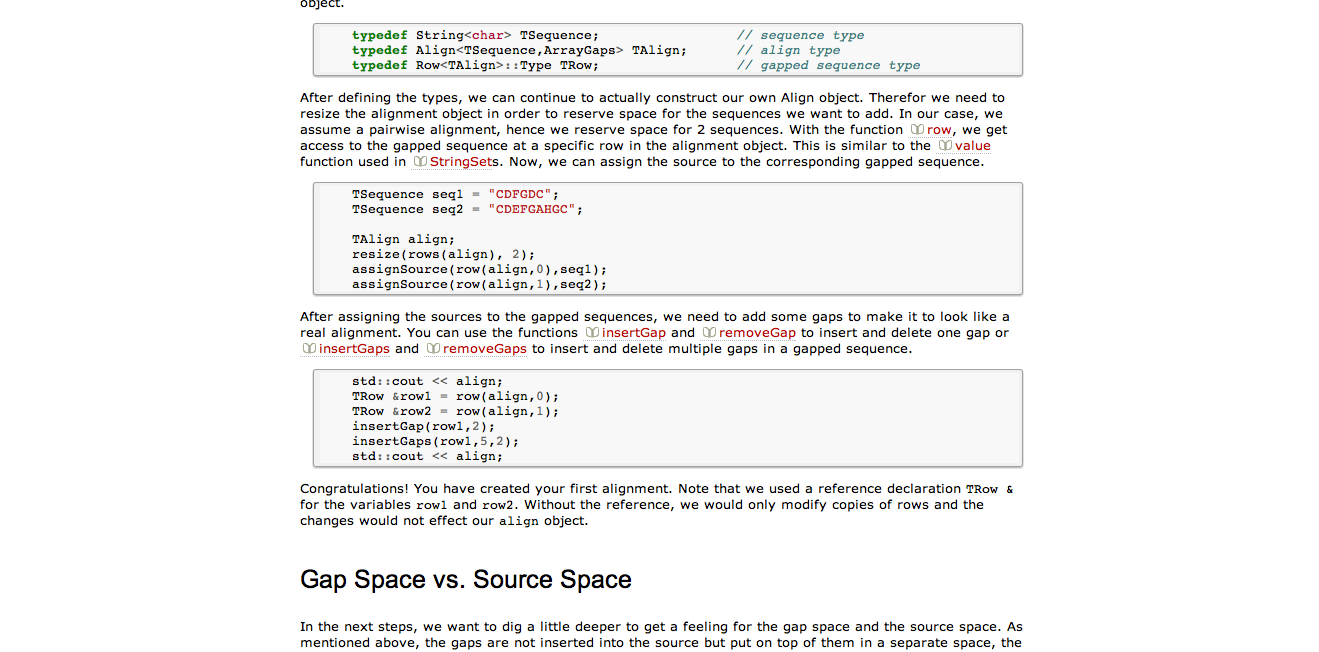 object.
typedef String<char> TSequence; // sequence type
typedef Align<TSequence,ArrayGaps> TAlign; // align type
typedef Row<TAlign>::Type TRow; // gapped sequence type
After defining the types, we can continue to actually construct our own Align object. Therefor we need to
resize the alignment object in order to reserve space for the sequences we want to add. In our case, we
assume a pairwise alignment, hence we reserve space for 2 sequences. With the function row, we get
access to the gapped sequence at a specific row in the alignment object. This is similar to the value
function used in StringSets. Now, we can assign the source to the corresponding gapped sequence.
TSequence seq1 = "CDFGDC";
TSequence seq2 = "CDEFGAHGC";
TAlign align;
resize(rows(align), 2);
assignSource(row(align,0),seq1);
assignSource(row(align,1),seq2);
After assigning the sources to the gapped sequences, we need to add some gaps to make it to look like a
real alignment. You can use the functions insertGap and removeGap to insert and delete one gap or
insertGaps and removeGaps to insert and delete multiple gaps in a gapped sequence.
std::cout << align;
TRow &row1 = row(align,0);
TRow &row2 = row(align,1);
insertGap(row1,2);
insertGaps(row1,5,2);
std::cout << align;
Congratulations! You have created your first alignment. Note that we used a reference declaration TRow &
for the variables row1 and row2. Without the reference, we would only modify copies of rows and the
changes would not effect our align object.
Gap Space vs. Source Space
In the next steps, we want to dig a little deeper to get a feeling for the gap space and the source space. As
mentioned above, the gaps are not inserted into the source but put on top of them in a separate space, the